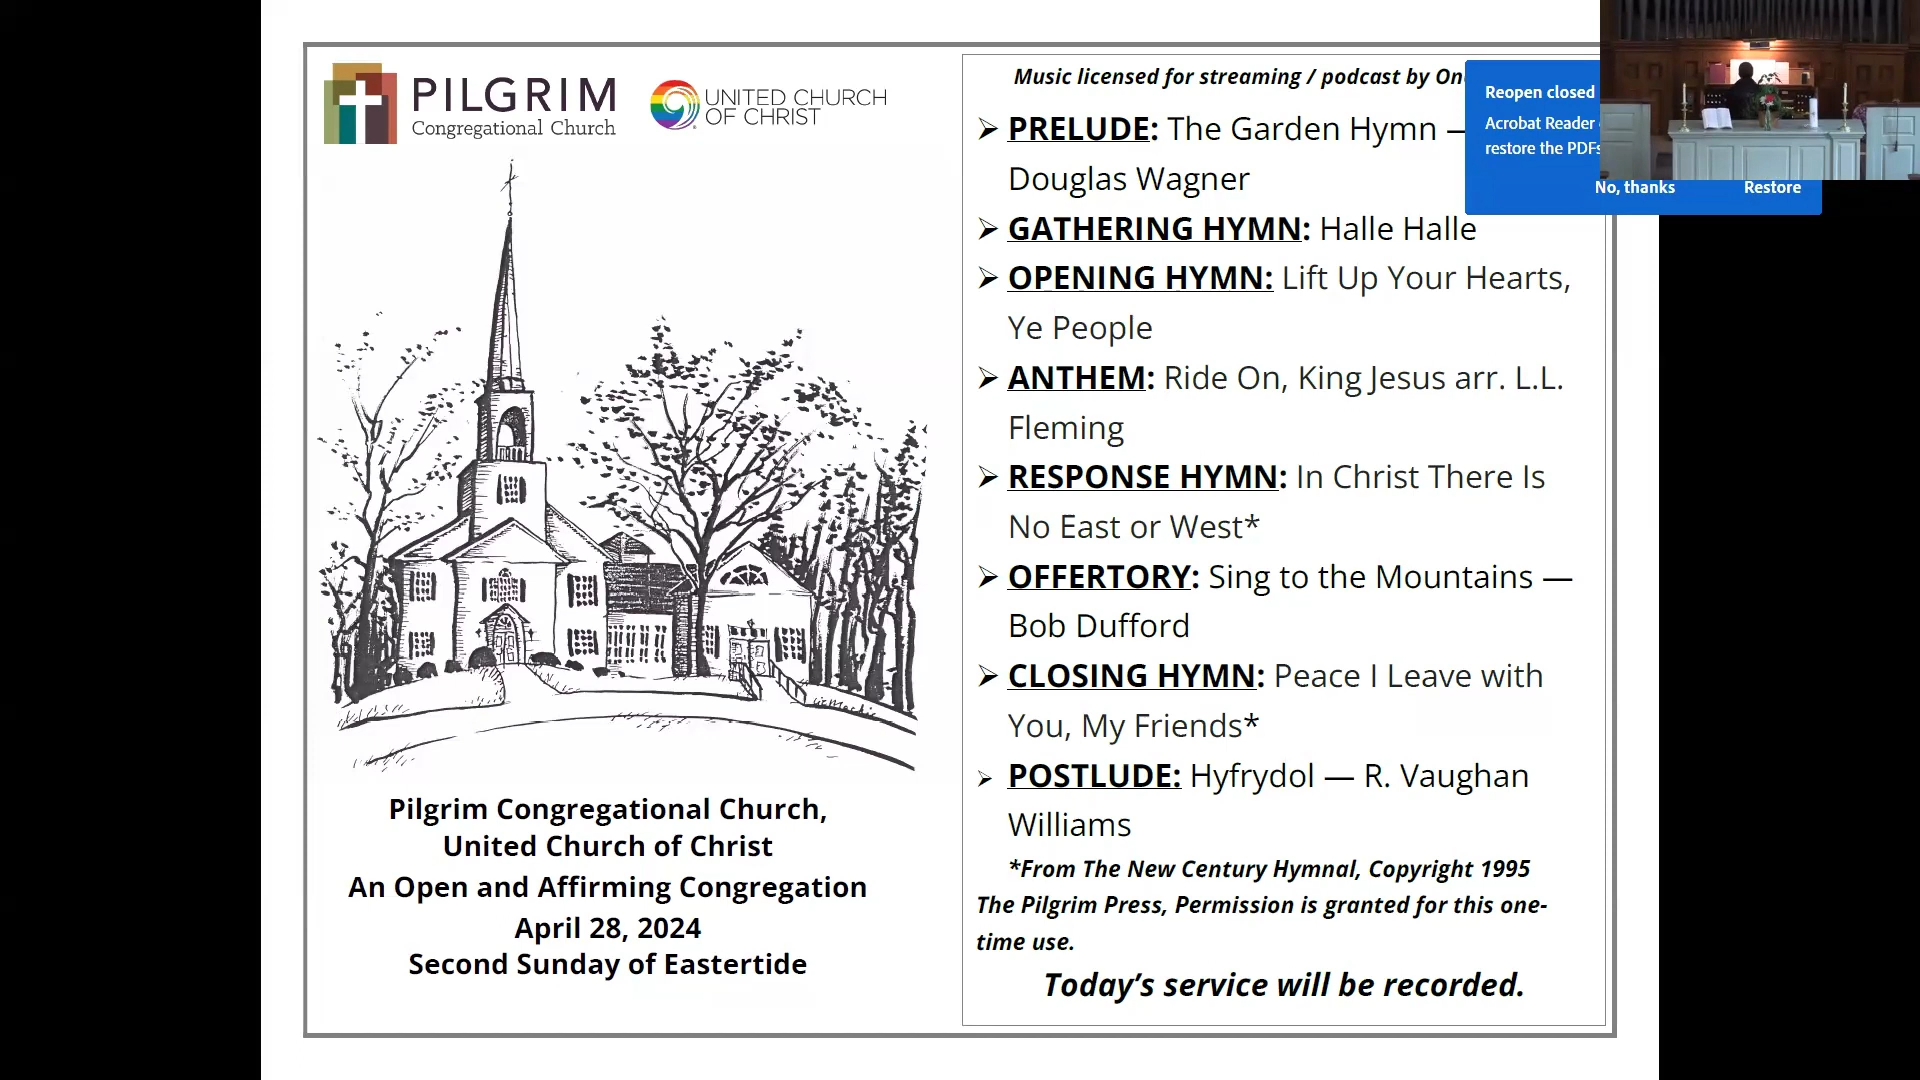 PILGRIM
Congregational Church
UNITED CHURCH
OF CHRIST
Pilgrim Congregational Church,
United Church of Christ
An Open and Affirming Congregation
April 28, 2024
Second Sunday of Eastertide
Music licensed for streaming / podcast by
➢ PRELUDE: The Garden Hymn —
Douglas Wagner
➢ GATHERING HYMN: Halle Halle
➢ OPENING HYMN: Lift Up Your Hearts,
Ye People
➢ ANTHEM: Ride On, King Jesus arr. L.L.
Fleming
➢ RESPONSE HYMN: In Christ There Is
No East or West*
➢ OFFERTORY: Sing to the Mountains —
Bob Dufford
➢ CLOSING HYMN: Peace I Leave with
You, My Friends*
➢ POSTLUDE: Hyfrydol — R. Vaughan
Williams
*From The New Century Hymnal, Copyright 1995
The Pilgrim Press, Permission is granted for this one-
time use.
Today’s service will be recorded.
Reopen closed
Acrobat Reader
restore the PDFs
No, thanks Restore